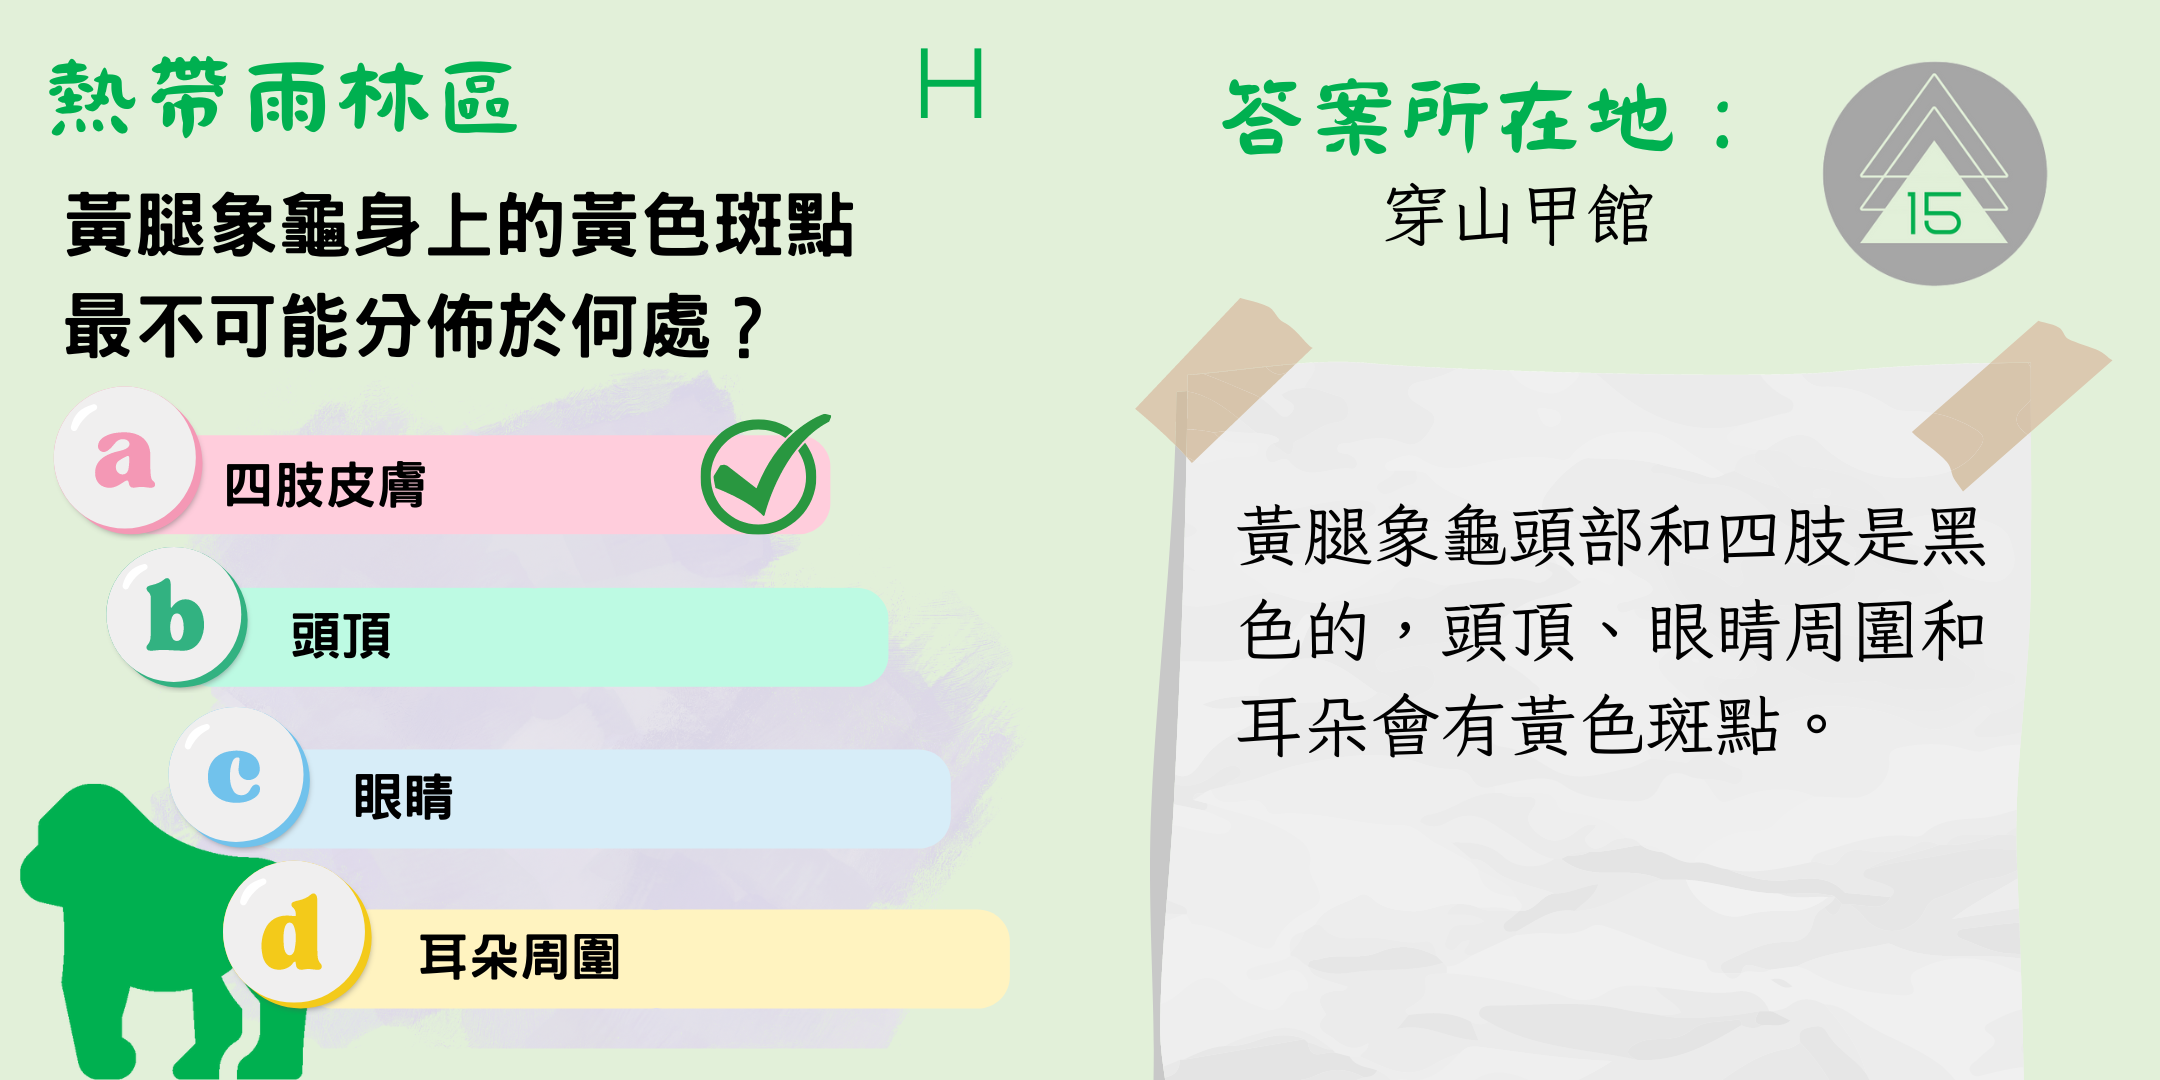 熱帶雨林區
H
黃腿象龜身上的黃色斑點
最不可能分佈於何處？
a
四肢皮膚
b
頭頂
c
眼睛
d
耳朵周圍
答案所在地：
穿山甲館
15
黃腿象龜頭部和四肢是黑
色的，頭頂、眼睛周圍和
耳朵會有黃色斑點。